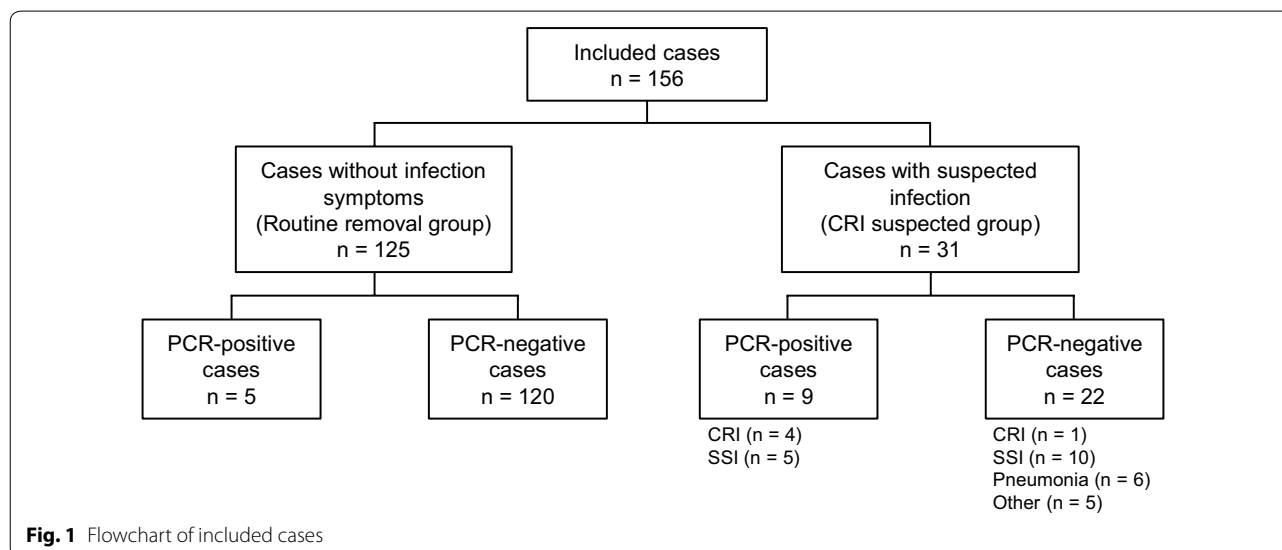 Included cases
n = 156
Cases without infection
symptoms
(Routine removal group)
n = 125
Cases with suspected
infection
(CRI suspected group)
n = 31
PCR-positive
cases
n = 5
PCR-negative
cases
n = 120
PCR-positive
cases
n = 9
PCR-negative
cases
n = 22
CRI (n = 4)
SSI (n = 5)
CRI (n = 1)
SSI (n = 10)
Pneumonia (n = 6)
Other (n = 5)
Fig. 1 Flowchart of included cases